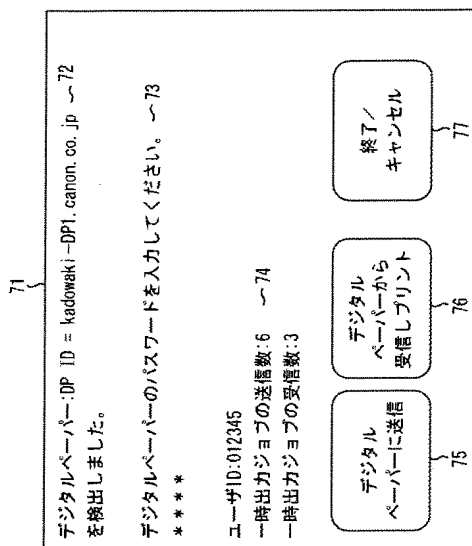 71
デジタルペーパー:DP ID = kadowaki-DP1.canon.co.jp ~72
を検出しました。
デジタルペーパーのパスワードを入力してください。 ~73
****
ユーザID:012345
一時出力ジョブの送信数:6 ~74
一時出力ジョブの受信数:3
デジタル
ペーパーに送信
75
デジタル
ペーパーから
受信しプリント
76
終了/
キャンセル
77